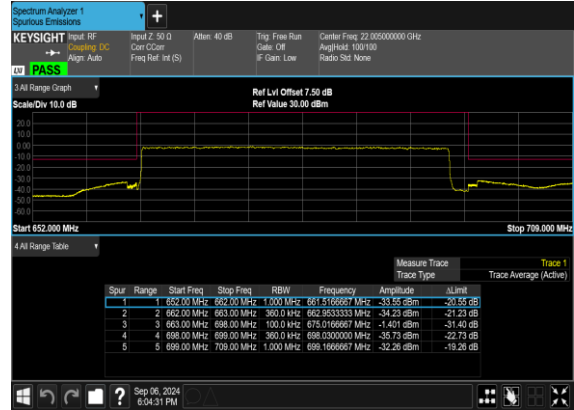 Spectrum Analyzer 1
Spurious Emissions
+
KEYSIGHT Input: RF Input Z: 50 Ω Atten: 40 dB Trig: Free Run Center Freq: 22.005000000 GHz
Coupling: DC Corr CCorr Gate: Off Avg|Hold: 100/100
Align: Auto Freq Ref: Int (S) IF Gain: Low Radio Std: None
LXI PASS
3 All Range Graph
Ref Lvl Offset 7.50 dB
Scale/Div 10.0 dB Ref Value 30.00 dBm
20.0
10.0
0.00
-10.0
-20.0
-30.0
-40.0
-50.0
-60.0
Start 652.000 MHz Stop 709.000 MHz
4 All Range Table
Measure Trace Trace 1
Trace Type Trace Average (Active)
Spur Range Start Freq Stop Freq RBW Frequency Amplitude ΔLimit
1 1 652.00 MHz 662.00 MHz 1.000 MHz 661.5166667 MHz -33.55 dBm -20.55 dB
2 2 662.00 MHz 663.00 MHz 360.0 kHz 662.9533333 MHz -34.23 dBm -21.23 dB
3 3 663.00 MHz 698.00 MHz 100.0 kHz 675.0166667 MHz -1.401 dBm -31.40 dB
4 4 698.00 MHz 699.00 MHz 360.0 kHz 698.0300000 MHz -35.73 dBm -22.73 dB
5 5 699.00 MHz 709.00 MHz 1.000 MHz 699.1666667 MHz -32.26 dBm -19.26 dB
? Sep 06, 2024
6:04:31 PM